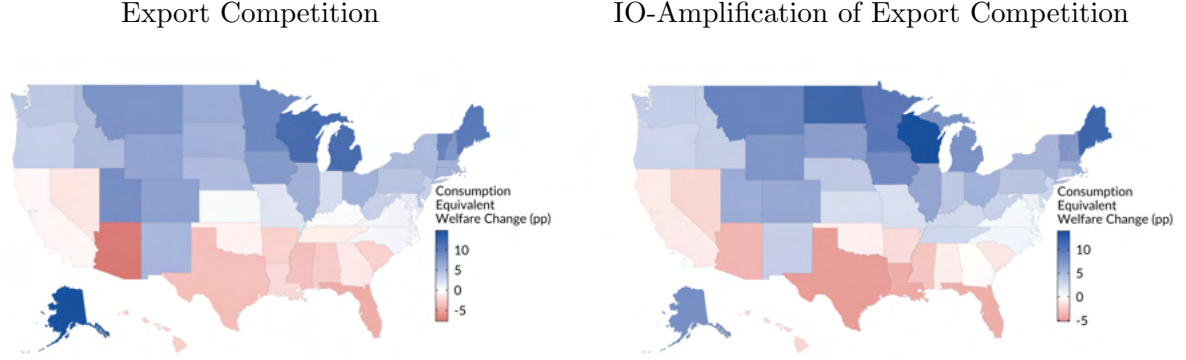 Export Competition
IO-Amplification of Export Competition
Consumption
Equivalent
Welfare Change (pp)
10
5
0
-5
Consumption
Equivalent
Welfare Change (pp)
10
5
0
-5